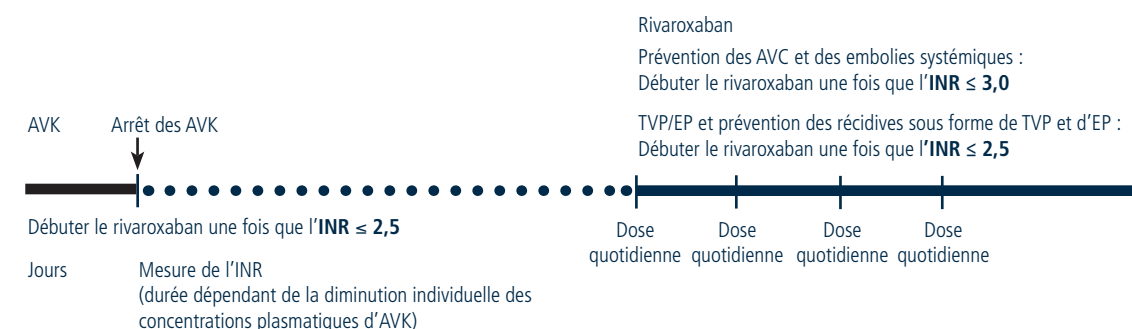 Rivaroxaban
Prévention des AVC et des embolies systémiques :
Débuter le rivaroxaban une fois que l'INR ≤ 3,0
TVP/EP et prévention des récidives sous forme de TVP et d'EP :
Débuter le rivaroxaban une fois que l'INR ≤ 2,5
AVK
Arrêt des AVK
Débuter le rivaroxaban une fois que l'INR ≤ 2,5
Dose
quotidienne
Dose
quotidienne
Dose
quotidienne
Dose
quotidienne
Jours
Mesure de l'INR
(durée dépendant de la diminution individuelle des
concentrations plasmatiques d'AVK)